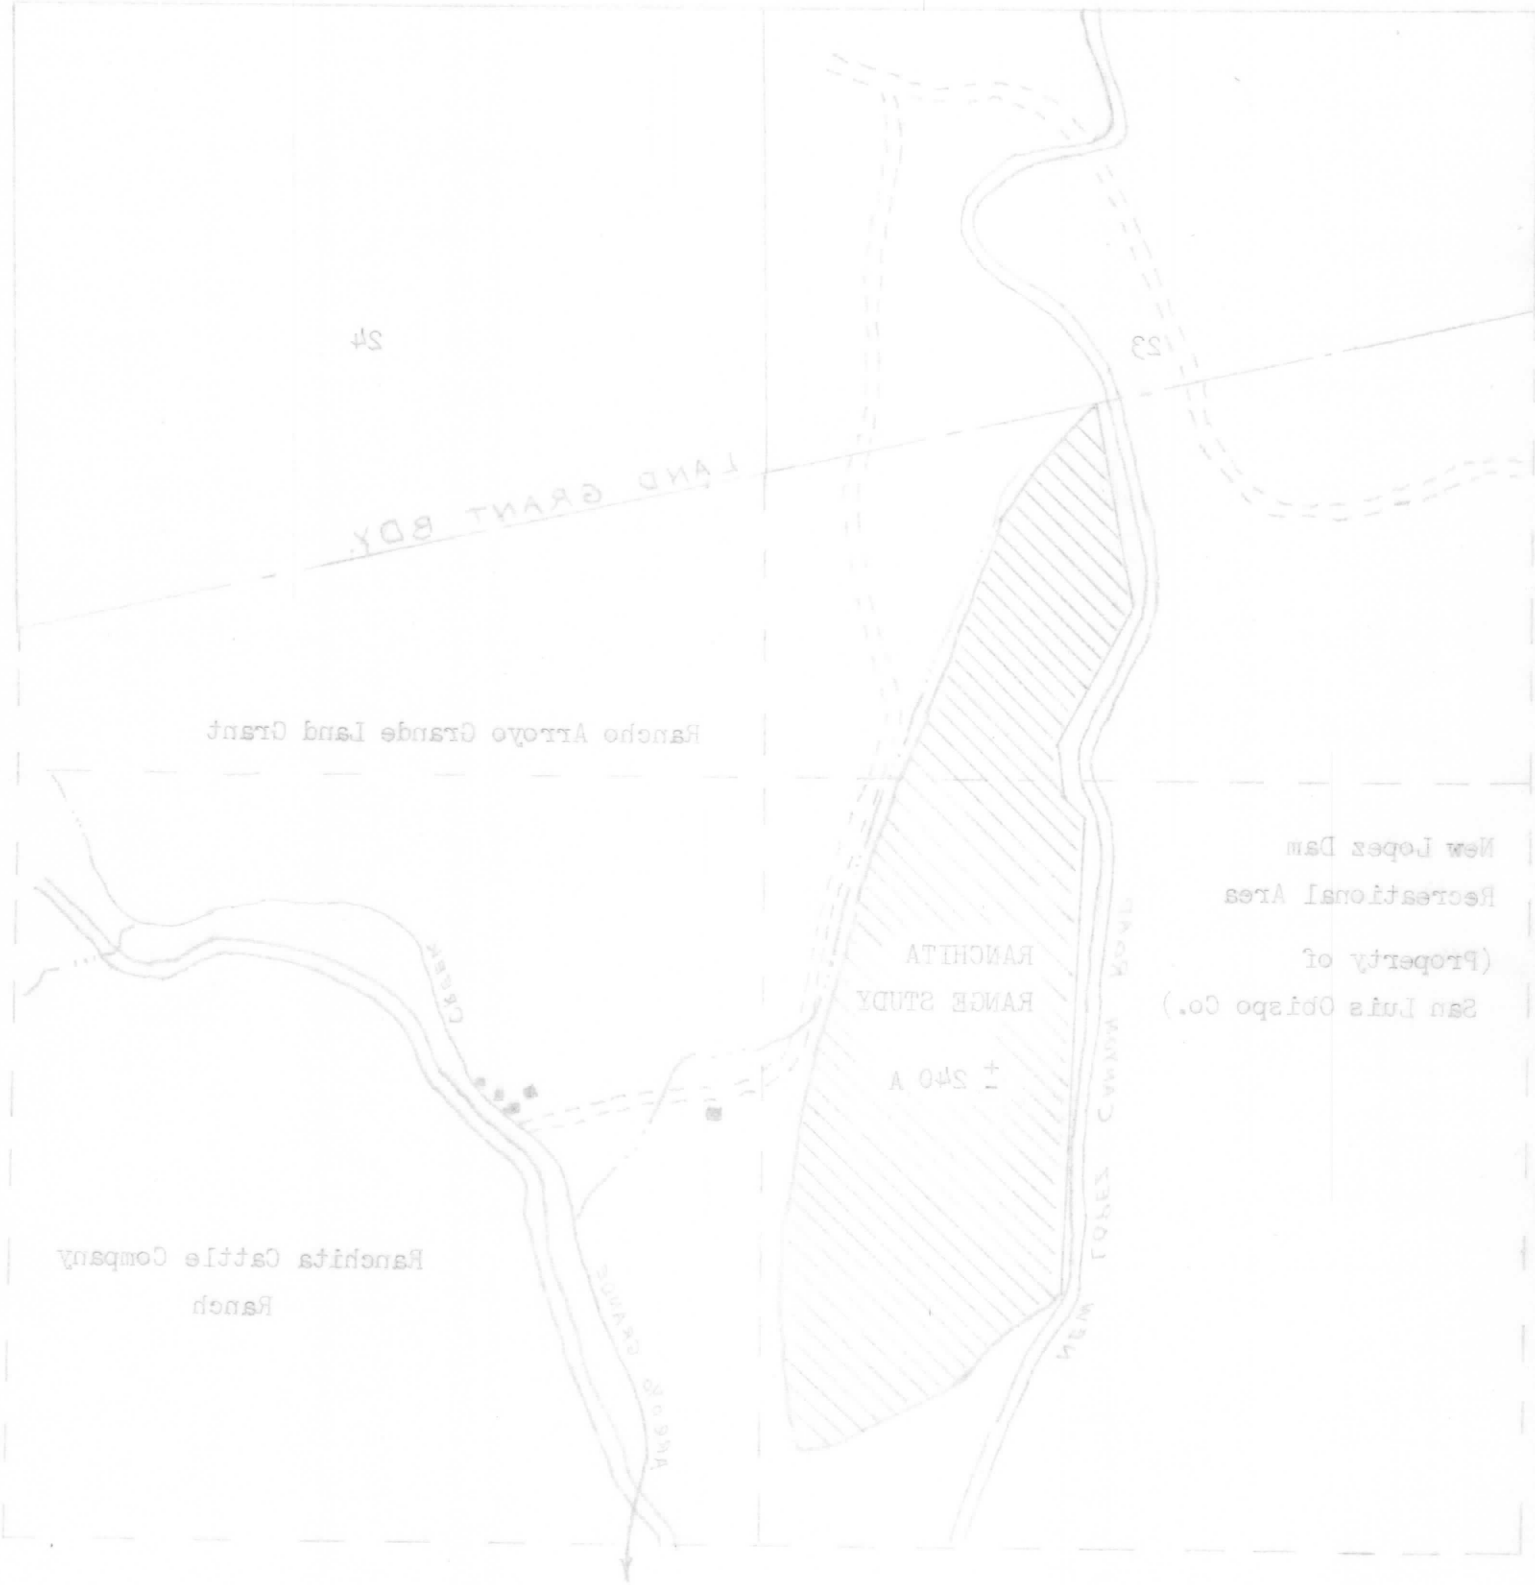 24
23
LAND GRANT BDY.
Rancho Arroyo Grande Land Grant
New Lopez Dam
Recreational Area
(Property of
San Luis Obispo Co.)
RANCHITA
RANGE STUDY
± 240 A
NEW LOPEZ CANYON ROAD
CREEK
Ranchita Cattle Company
Ranch
ARROYO GRANDE